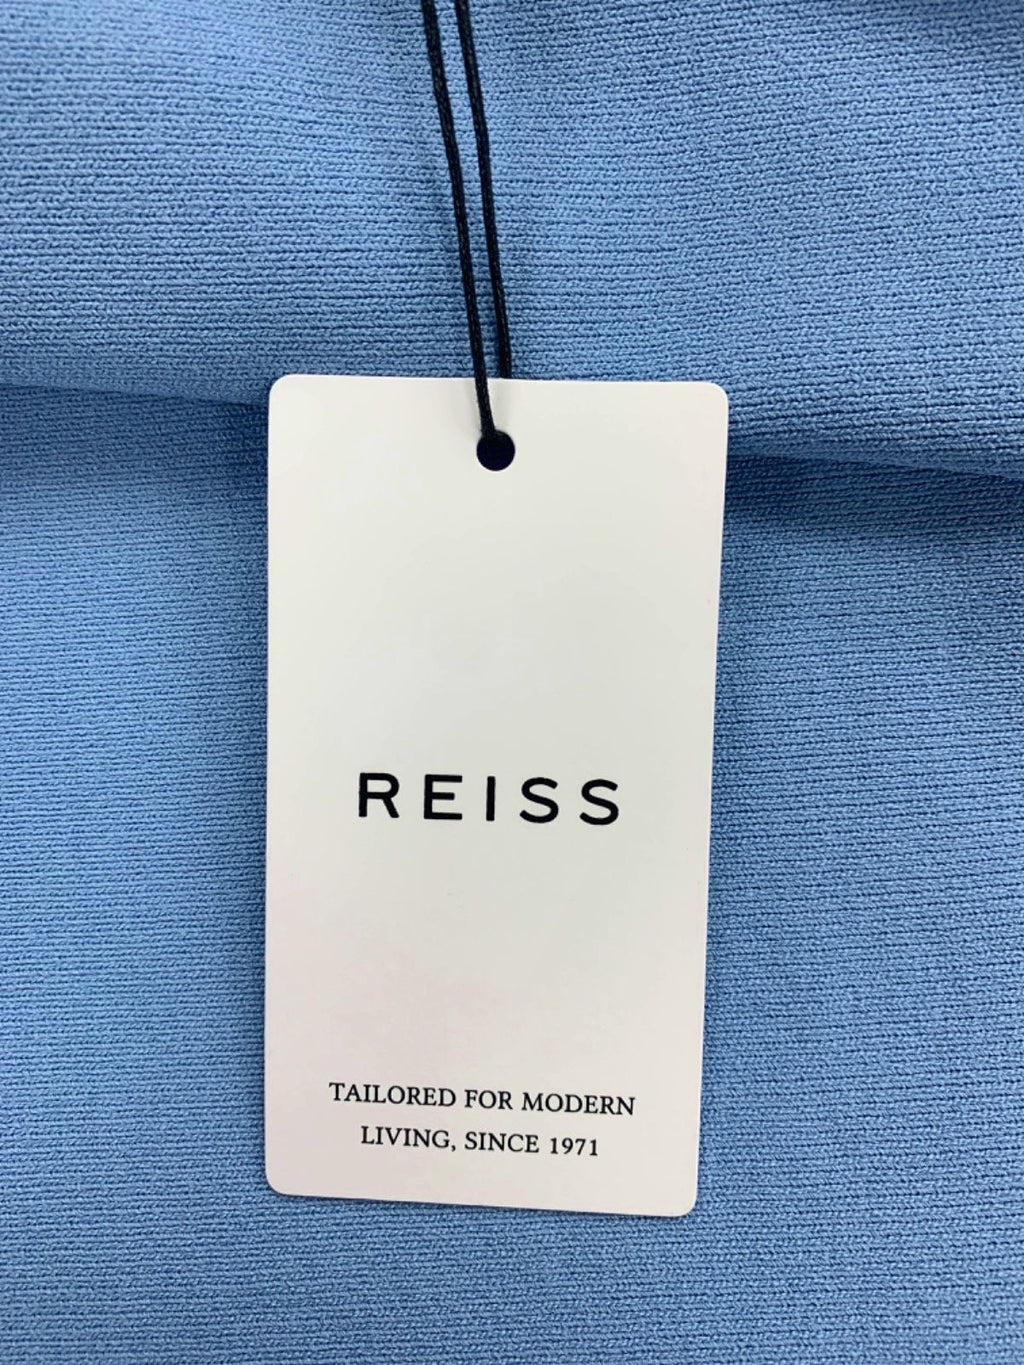 REISS
TAILORED FOR MODERN
LIVING, SINCE 1971